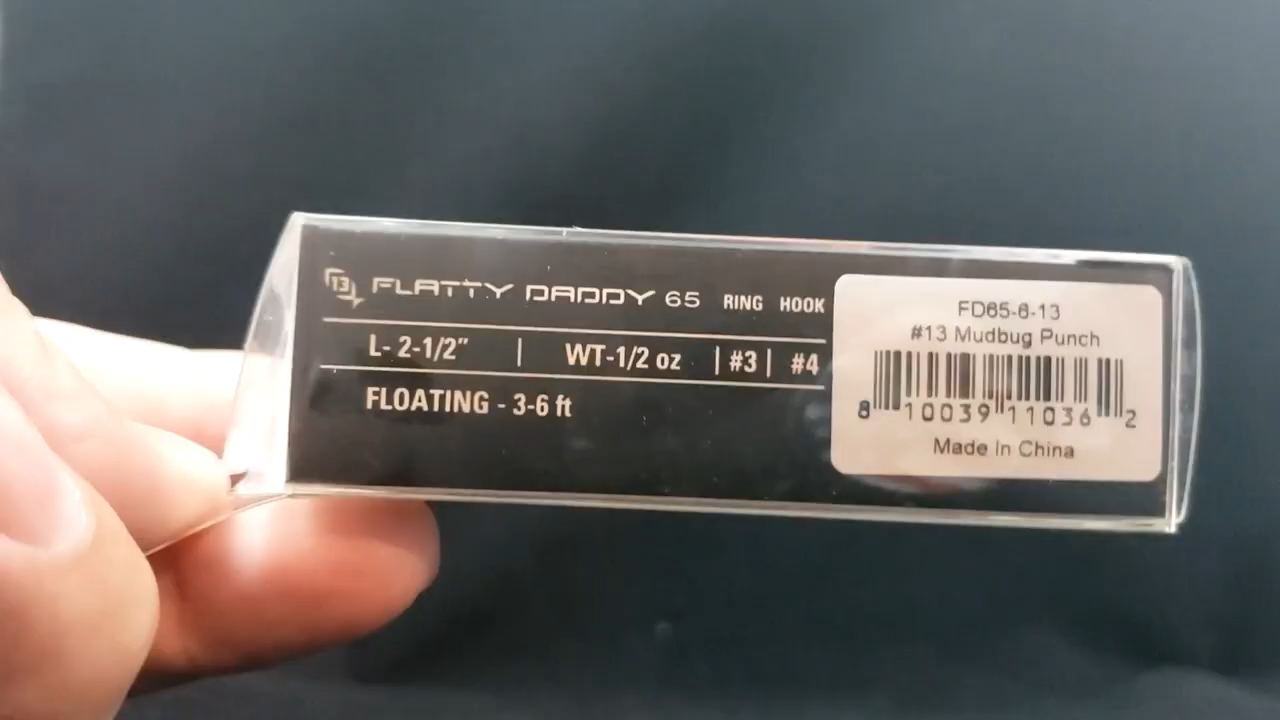 13 FLATTY DADDY 65 RING HOOK
L- 2-1/2" | WT-1/2 oz | #3 | #4
FLOATING - 3-6 ft
FD65-6-13
#13 Mudbug Punch
8 10039 11036 2
Made In China